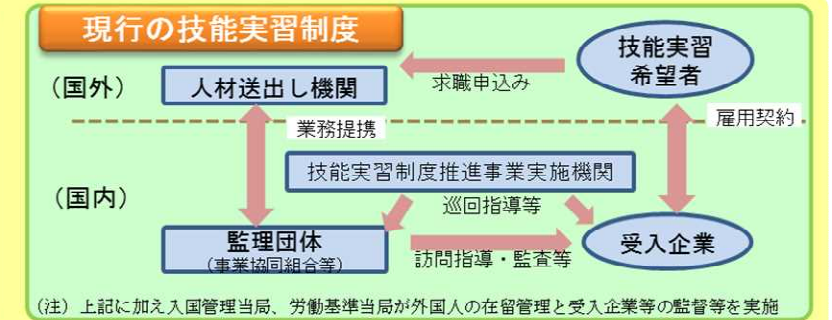 現行の技能実習制度
技能実習
希望者
(国外)
人材送出し機関
求職申込み
雇用契約
業務提携
技能実習制度推進事業実施機関
(国内)
巡回指導等
監理団体
(事業協同組合等)
訪問指導・監査等
受入企業
(注)上記に加え入国管理当局、労働基準当局が外国人の在留管理と受入企業等の監督等を実施